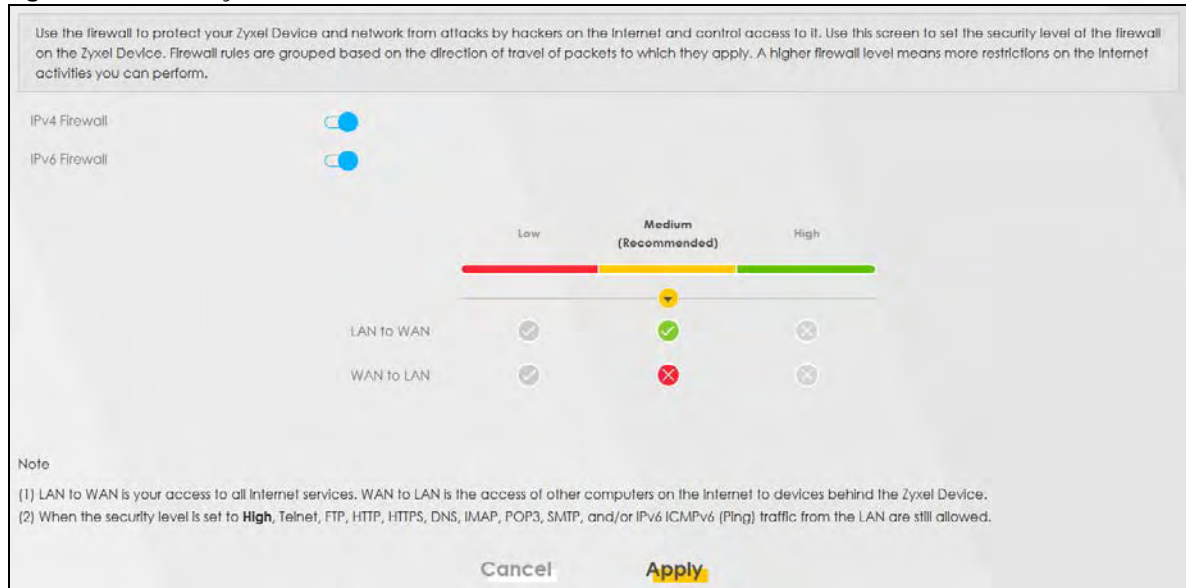 Use the firewall to protect your Zyxel Device and network from attacks by hackers on the Internet and control access to it. Use this screen to set the security level of the firewall
on the Zyxel Device. Firewall rules are grouped based on the direction of travel of packets to which they apply. A higher firewall level means more restrictions on the Internet
activities you can perform.
IPv4 Firewall
IPv6 Firewall
Low
Medium
(Recommended)
High
LAN to WAN
WAN to LAN
Note
(1) LAN to WAN is your access to all Internet services. WAN to LAN is the access of other computers on the Internet to devices behind the Zyxel Device.
(2) When the security level is set to High, Telnet, FTP, HTTP, HTTPS, DNS, IMAP, POP3, SMTP, and/or IPv6 ICMPv6 (Ping) traffic from the LAN are still allowed.
Cancel
Apply